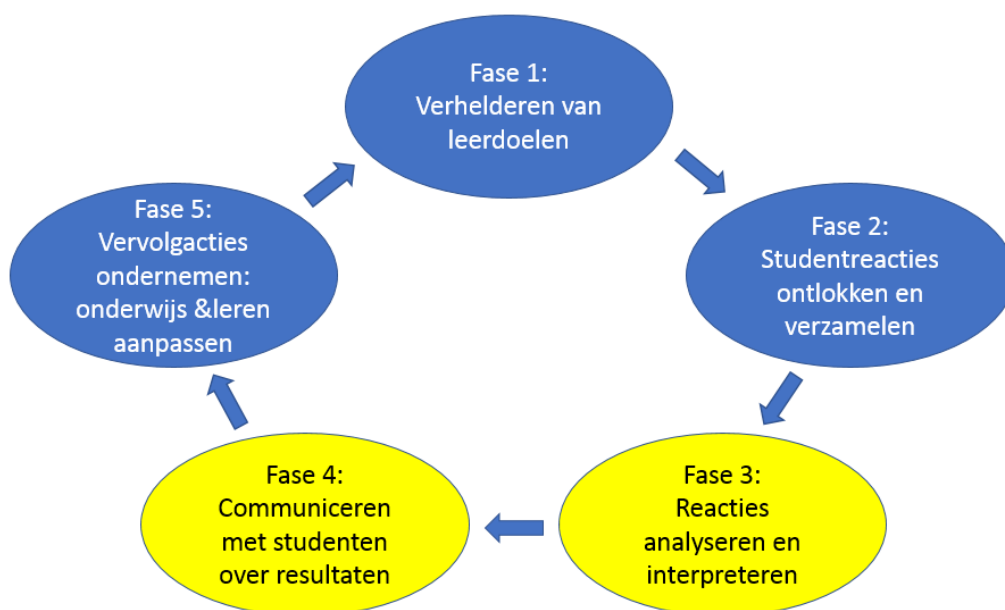 Fase 1:
Verhelderen van
leerdoelen
Fase 2:
Studentreacties
ontlokken en
verzamelen
Fase 3:
Reacties
analyseren en
interpreteren
Fase 4:
Communiceren
met studenten
over resultaten
Fase 5:
Vervolgacties
ondernemen:
onderwijs &leren
aanpassen